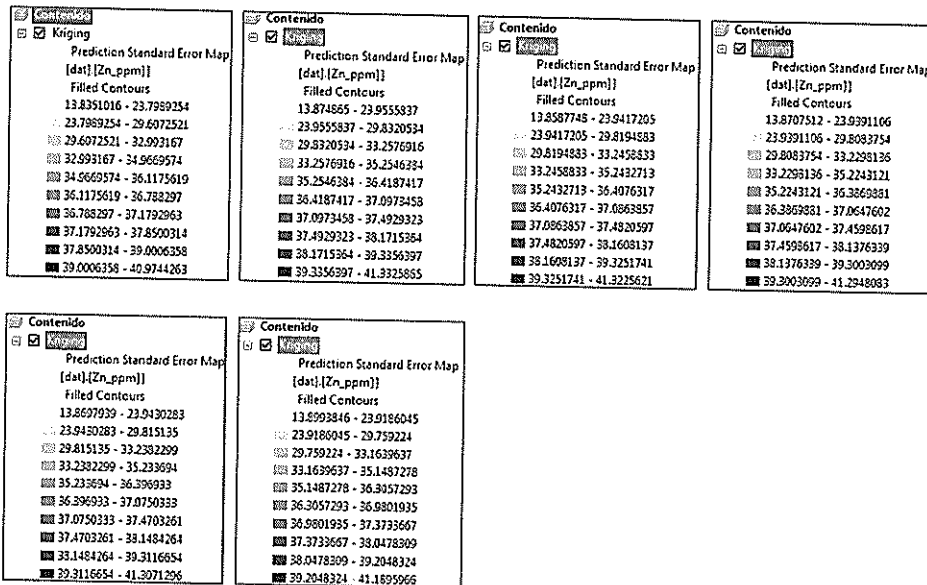 Contenido
Kriging
Prediction Standard Error Map
[dat].[Zn_ppm]]
Filled Contours
13.8351016 - 23.7989254
23.7989254 - 29.6072521
29.6072521 - 32.993167
32.993167 - 34.9669574
34.9669574 - 36.1175619
36.1175619 - 36.788297
36.788297 - 37.1792963
37.1792963 - 37.8500314
37.8500314 - 39.0006358
39.0006358 - 40.9744263
Contenido
Kriging
Prediction Standard Error Map
[dat].[Zn_ppm]]
Filled Contours
13.874865 - 23.9555837
23.9555837 - 29.8320534
29.8320534 - 33.2576916
33.2576916 - 35.2546384
35.2546384 - 36.4187417
36.4187417 - 37.0973458
37.0973458 - 37.4929323
37.4929323 - 38.1715364
38.1715364 - 39.3356397
39.3356397 - 41.3325865
Contenido
Kriging
Prediction Standard Error Map
[dat].[Zn_ppm]]
Filled Contours
13.8587748 - 23.9417205
23.9417205 - 29.8194883
29.8194883 - 33.2458833
33.2458833 - 35.2432713
35.2432713 - 36.4076317
36.4076317 - 37.0863857
37.0863857 - 37.4820597
37.4820597 - 38.1608137
38.1608137 - 39.3251741
39.3251741 - 41.3225621
Contenido
Kriging
Prediction Standard Error Map
[dat].[Zn_ppm]]
Filled Contours
13.8707512 - 23.9391106
23.9391106 - 29.8083754
29.8083754 - 33.2298136
33.2298136 - 35.2243121
35.2243121 - 36.3869881
36.3869881 - 37.0647602
37.0647602 - 37.4598617
37.4598617 - 38.1376339
38.1376339 - 39.3003099
39.3003099 - 41.2948083
Contenido
Kriging
Prediction Standard Error Map
[dat].[Zn_ppm]]
Filled Contours
13.8697939 - 23.9430283
23.9430283 - 29.815135
29.815135 - 33.2382299
33.2382299 - 35.233694
35.233694 - 36.396933
36.396933 - 37.0750333
37.0750333 - 37.4703261
37.4703261 - 38.1484264
38.1484264 - 39.3116654
39.3116654 - 41.3071296
Contenido
Kriging
Prediction Standard Error Map
[dat].[Zn_ppm]]
Filled Contours
13.8993846 - 23.9186045
23.9186045 - 29.759224
29.759224 - 33.1639637
33.1639637 - 35.1487278
35.1487278 - 36.3057293
36.3057293 - 36.9801935
36.9801935 - 37.3733667
37.3733667 - 38.0478309
38.0478309 - 39.2048324
39.2048324 - 41.1895966